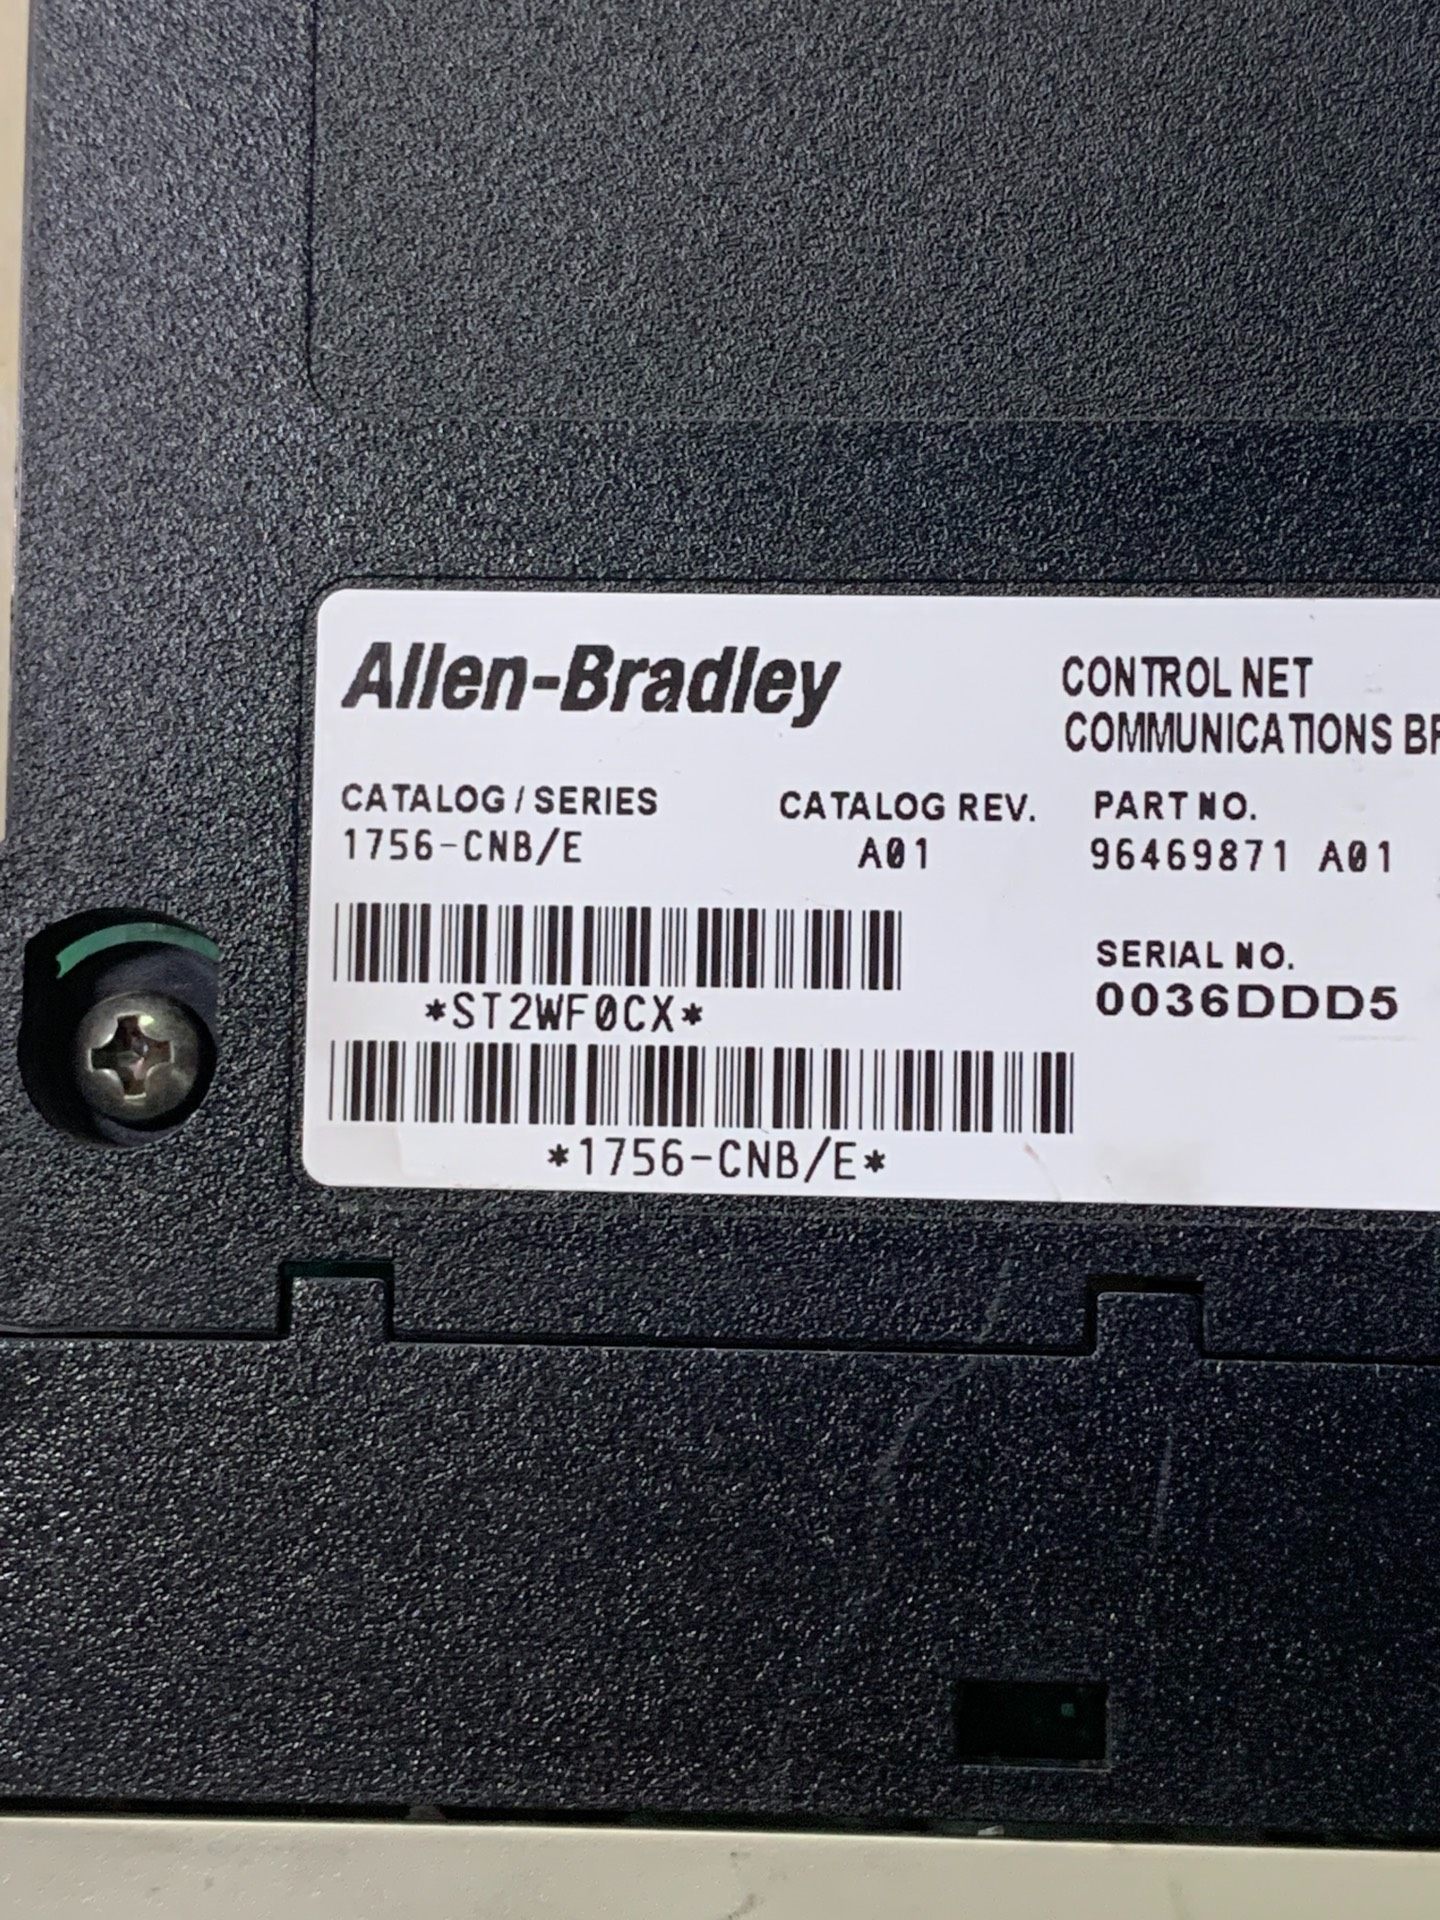 Allen-Bradley
CONTROL NET
COMMUNICATIONS
CATALOG / SERIES
1756-CNB/E
CATALOG REV.
A01
PART NO.
96469871 A01
*ST2WF0CX*
SERIAL NO.
0036DDD5
*1756-CNB/E*